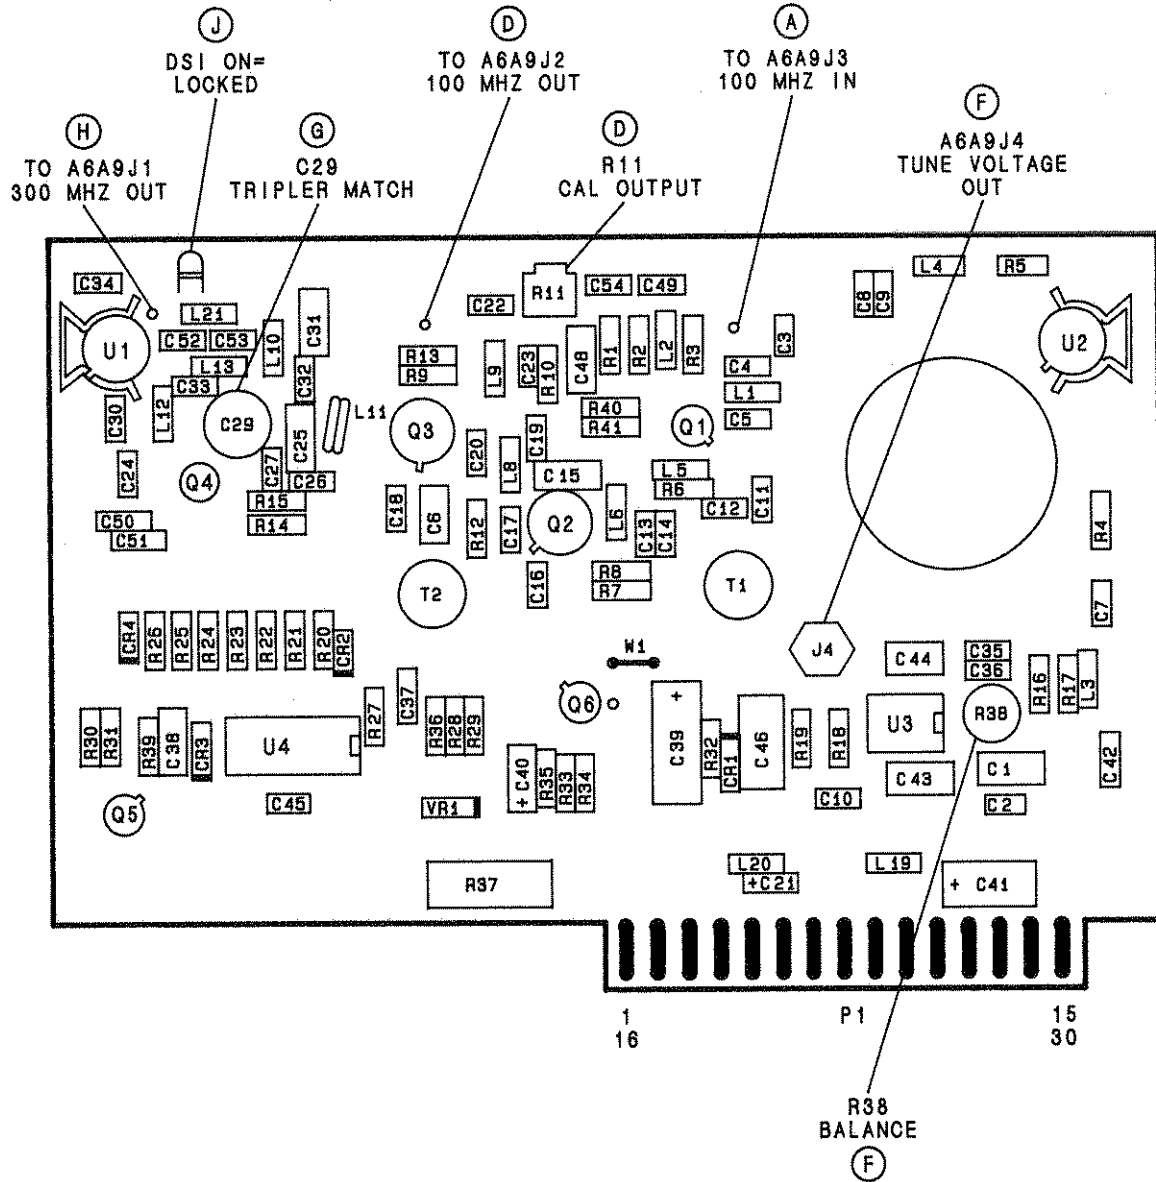 J
DSI ON=
LOCKED
D
TO A6A9J2
100 MHZ OUT
A
TO A6A9J3
100 MHZ IN
H
TO A6A9J1
300 MHZ OUT
G
C29
TRIPLER MATCH
D
R11
CAL OUTPUT
F
A6A9J4
TUNE VOLTAGE
OUT
C34
L21
C52
C53
U1
L13
C33
L10
C31
C32
C30
L12
C29
C25
L11
C24
Q4
C27
C26
R15
R14
C50
C51
C22
R11
C54
C49
R13
R9
L9
C23
R10
C48
R1
R2
L2
R3
C3
C4
L1
C5
Q1
R40
R41
Q3
C20
L8
C19
C15
L5
R6
C12
C11
C18
C6
R12
C17
Q2
L6
C13
C14
T2
C16
R8
R7
T1
C8
C9
L4
R5
U2
R4
C7
CR4
R26
R25
R24
R23
R22
R21
R20
CR2
W1
J4
C44
C35
C36
R16
R17
L3
R30
R31
R39
C38
CR3
U4
R27
C37
R36
R28
R29
Q6
+
C39
R32
CR1
C46
R19
R18
U3
R38
C42
Q5
C45
VR1
+C40
R35
R33
R34
C10
C43
C1
C2
R37
L20
+C21
L19
+ C41
1
16
P1
15
30
R38
BALANCE
F